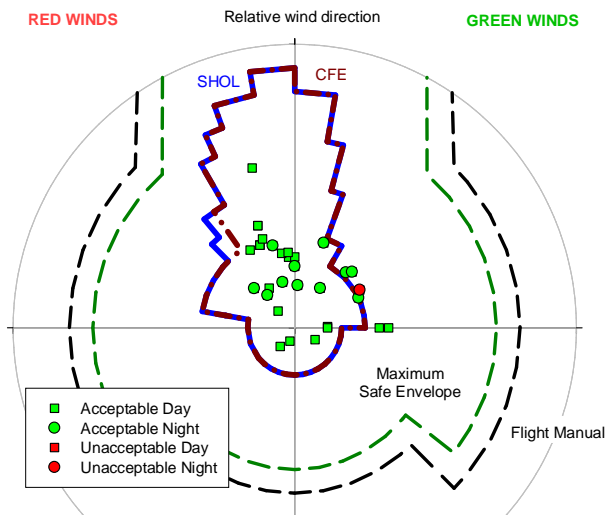 RED WINDS
Relative wind direction
GREEN WINDS
SHOL
CFE
Maximum
Safe Envelope
Flight Manual
Acceptable Day
Acceptable Night
Unacceptable Day
Unacceptable Night